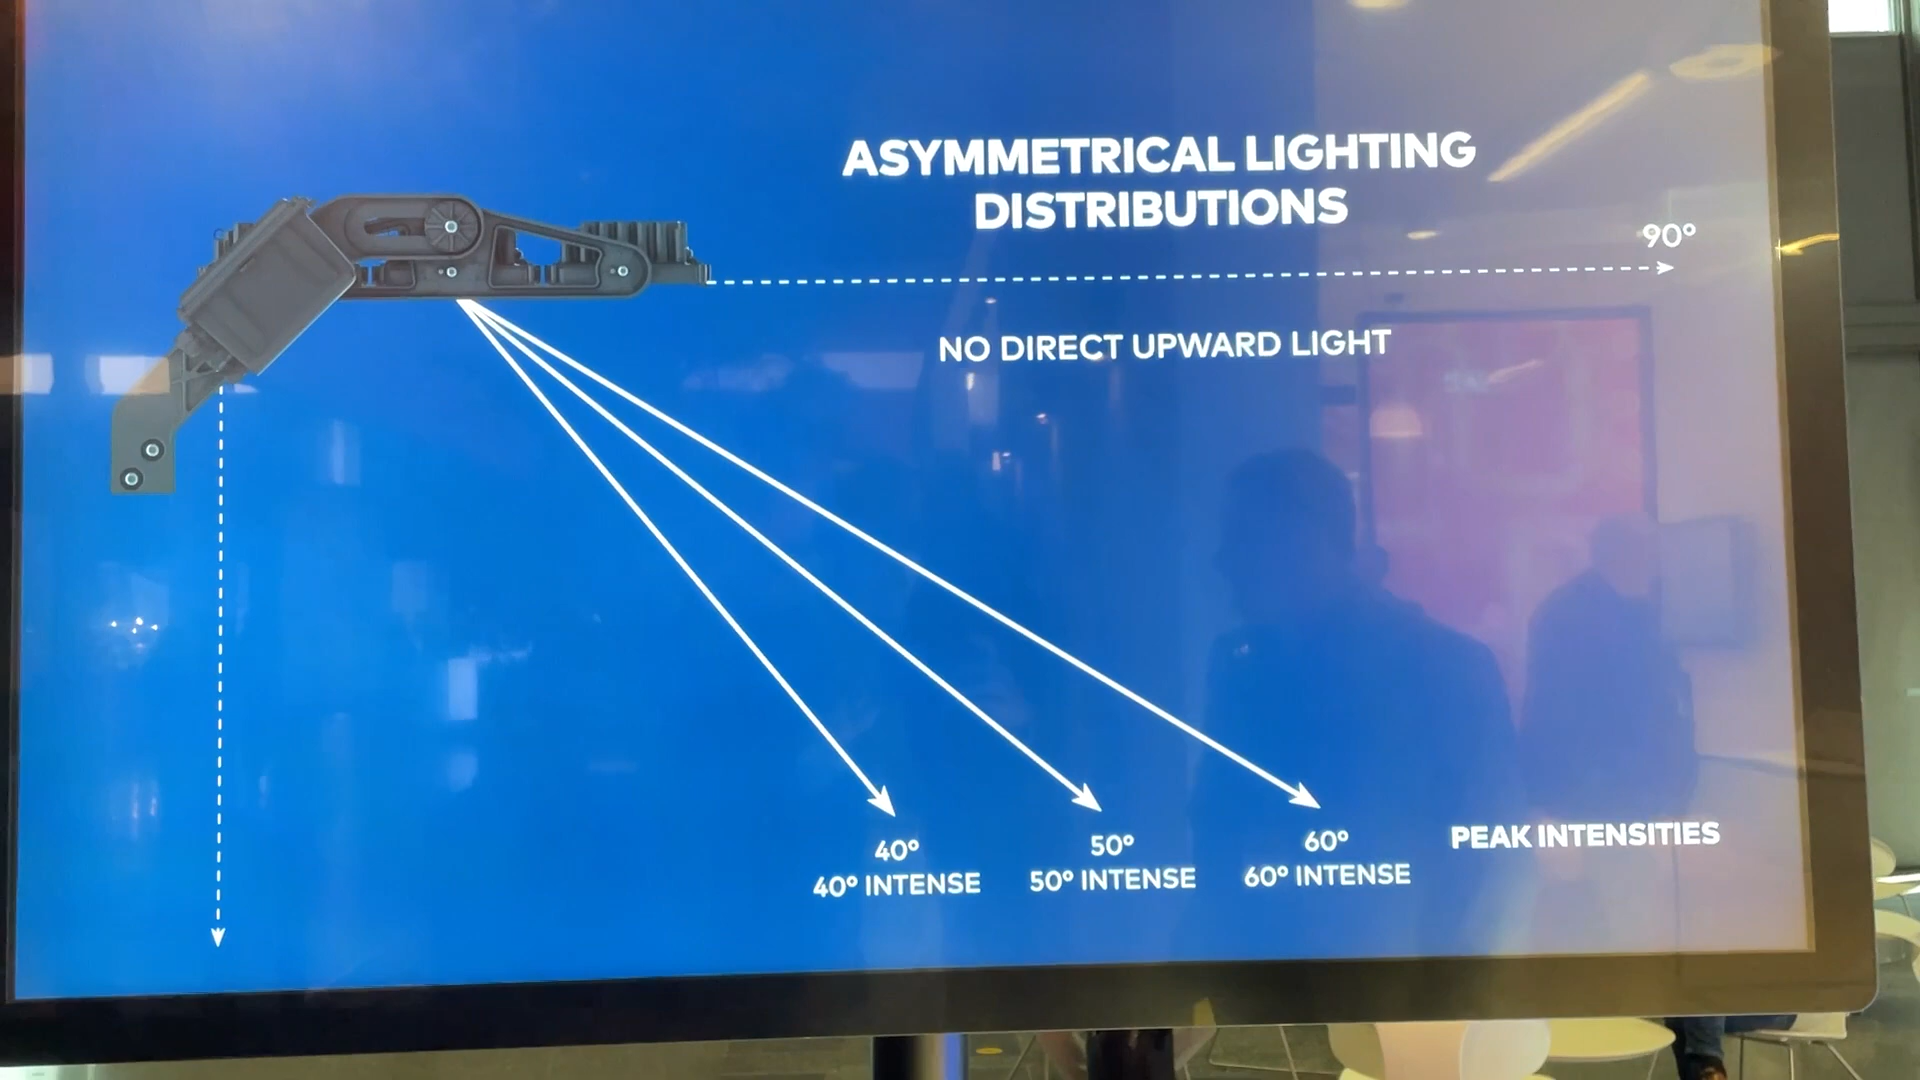 ASYMMETRICAL LIGHTING
DISTRIBUTIONS
90°
NO DIRECT UPWARD LIGHT
40°
40° INTENSE
50°
50° INTENSE
60°
60° INTENSE
PEAK INTENSITIES